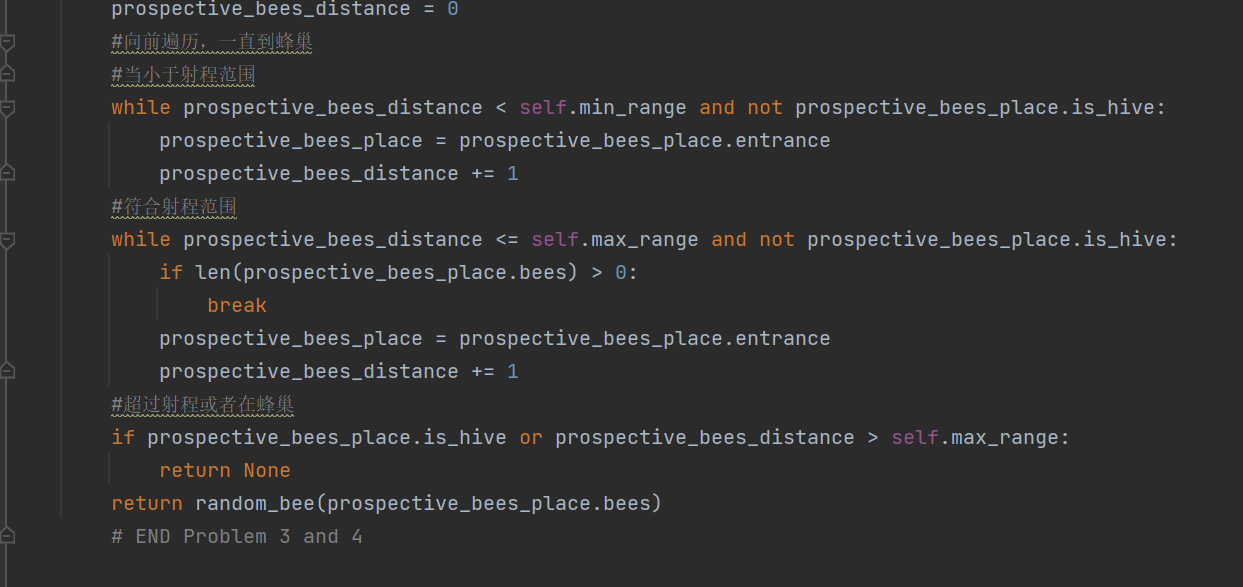 prospective_bees_distance = 0
#向前遍历，一直到蜂巢
#当小于射程范围
while prospective_bees_distance < self.min_range and not prospective_bees_place.is_hive:
    prospective_bees_place = prospective_bees_place.entrance
    prospective_bees_distance += 1
#符合射程范围
while prospective_bees_distance <= self.max_range and not prospective_bees_place.is_hive:
    if len(prospective_bees_place.bees) > 0:
        break
    prospective_bees_place = prospective_bees_place.entrance
    prospective_bees_distance += 1
#超过射程或者在蜂巢
if prospective_bees_place.is_hive or prospective_bees_distance > self.max_range:
    return None
return random_bee(prospective_bees_place.bees)
# END Problem 3 and 4